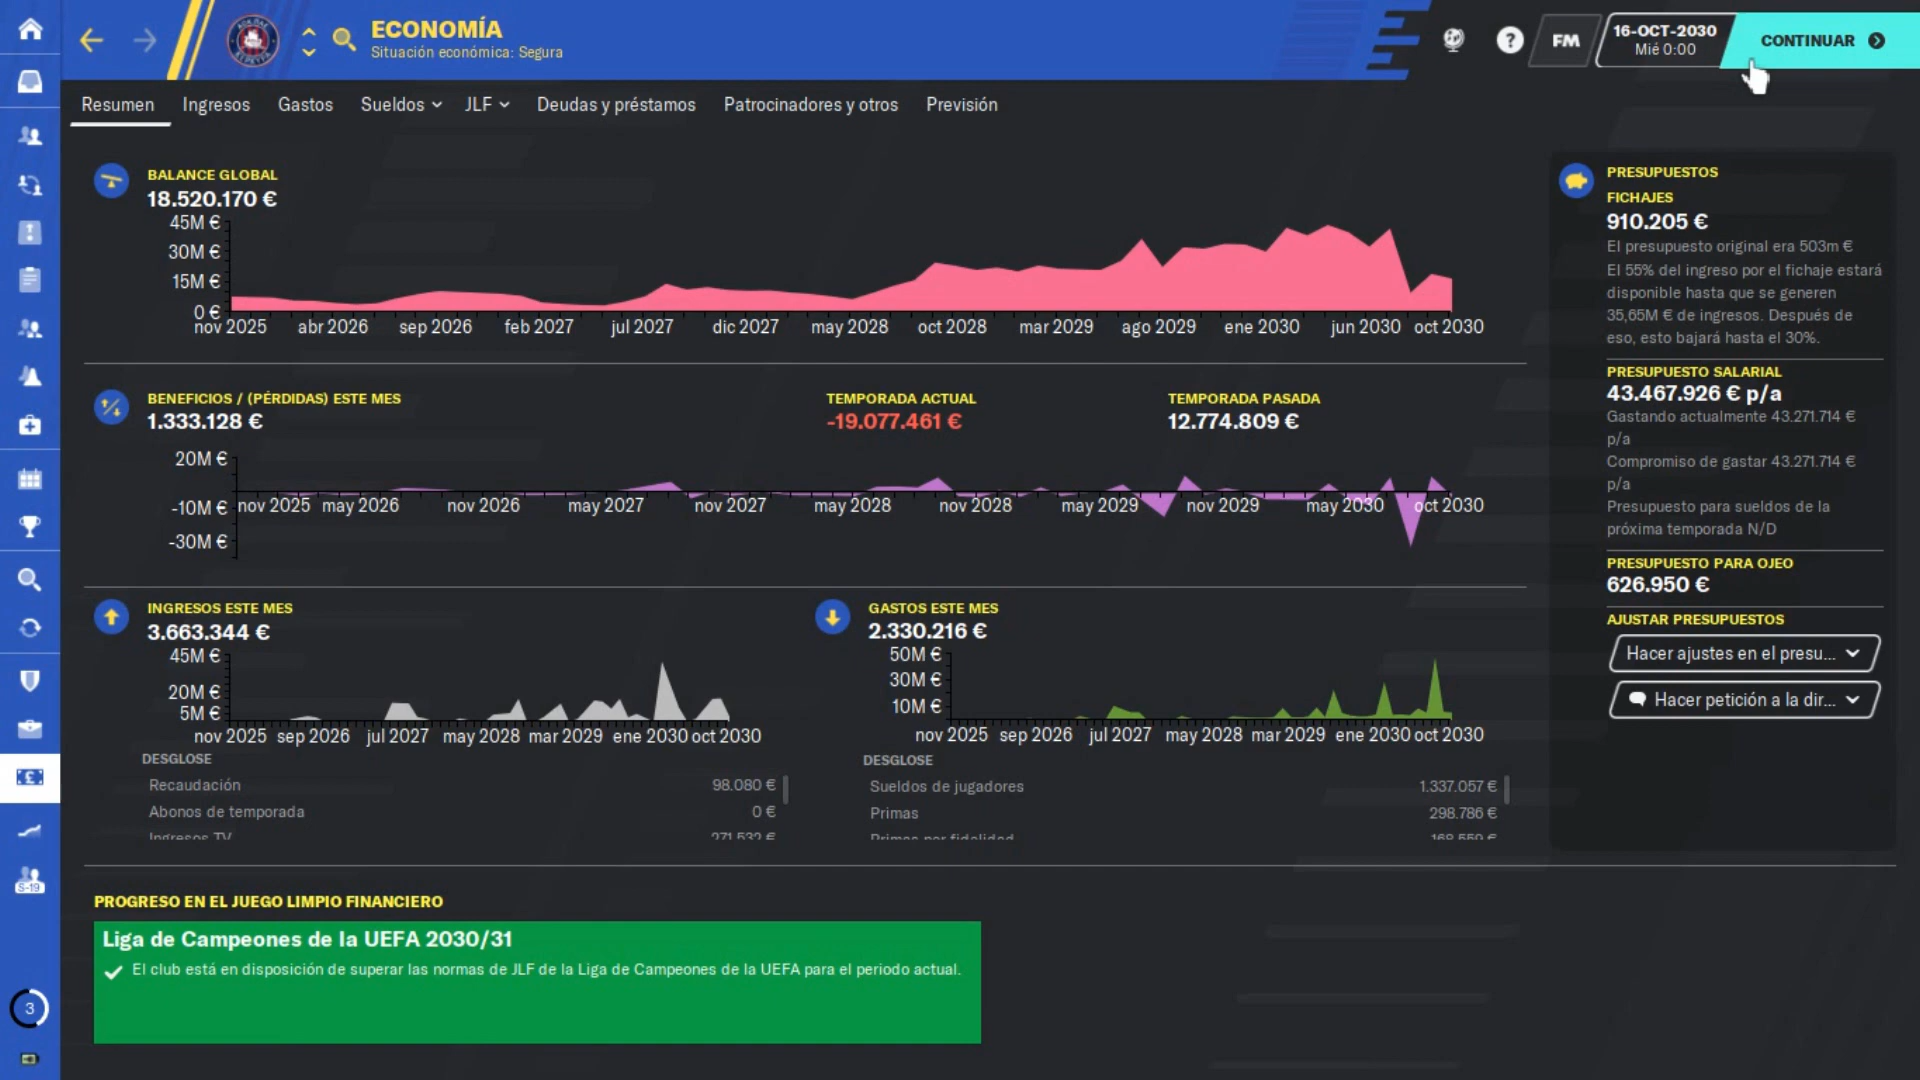 ECONOMÍA
Situación económica: Segura
FM
16-OCT-2030
Mié 0:00
CONTINUAR
Resumen Ingresos Gastos Sueldos JLF Deudas y préstamos Patrocinadores y otros Previsión
BALANCE GLOBAL
18.520.170 €
45M €
30M €
15M €
0 €
nov 2025 abr 2026 sep 2026 feb 2027 jul 2027 dic 2027 may 2028 oct 2028 mar 2029 ago 2029 ene 2030 jun 2030 oct 2030
BENEFICIOS / (PÉRDIDAS) ESTE MES
1.333.128 €
TEMPORADA ACTUAL
-19.077.461 €
TEMPORADA PASADA
12.774.809 €
20M €
-10M €
-30M €
nov 2025 may 2026 nov 2026 may 2027 nov 2027 may 2028 nov 2028 may 2029 nov 2029 may 2030 oct 2030
INGRESOS ESTE MES
3.663.344 €
45M €
20M €
5M €
nov 2025 sep 2026 jul 2027 may 2028 mar 2029 ene 2030 oct 2030
DESGLOSE
Recaudación 98.080 €
Abonos de temporada 0 €
Ingresos TV 271.532 €
GASTOS ESTE MES
2.330.216 €
50M €
30M €
10M €
nov 2025 sep 2026 jul 2027 may 2028 mar 2029 ene 2030 oct 2030
DESGLOSE
Sueldos de jugadores 1.337.057 €
Primas 298.786 €
Primas por fidelidad 168.559 €
PRESUPUESTOS
FICHAJES
910.205 €
El presupuesto original era 503m €
El 55% del ingreso por el fichaje estará
disponible hasta que se generen
35,65M € de ingresos. Después de
eso, esto bajará hasta el 30%.
PRESUPUESTO SALARIAL
43.467.926 € p/a
Gastando actualmente 43.271.714 €
p/a
Compromiso de gastar 43.271.714 €
p/a
Presupuesto para sueldos de la
próxima temporada N/D
PRESUPUESTO PARA OJEO
626.950 €
AJUSTAR PRESUPUESTOS
Hacer ajustes en el presu...
Hacer petición a la dir...
PROGRESO EN EL JUEGO LIMPIO FINANCIERO
Liga de Campeones de la UEFA 2030/31
El club está en disposición de superar las normas de JLF de la Liga de Campeones de la UEFA para el periodo actual.
S-19
3